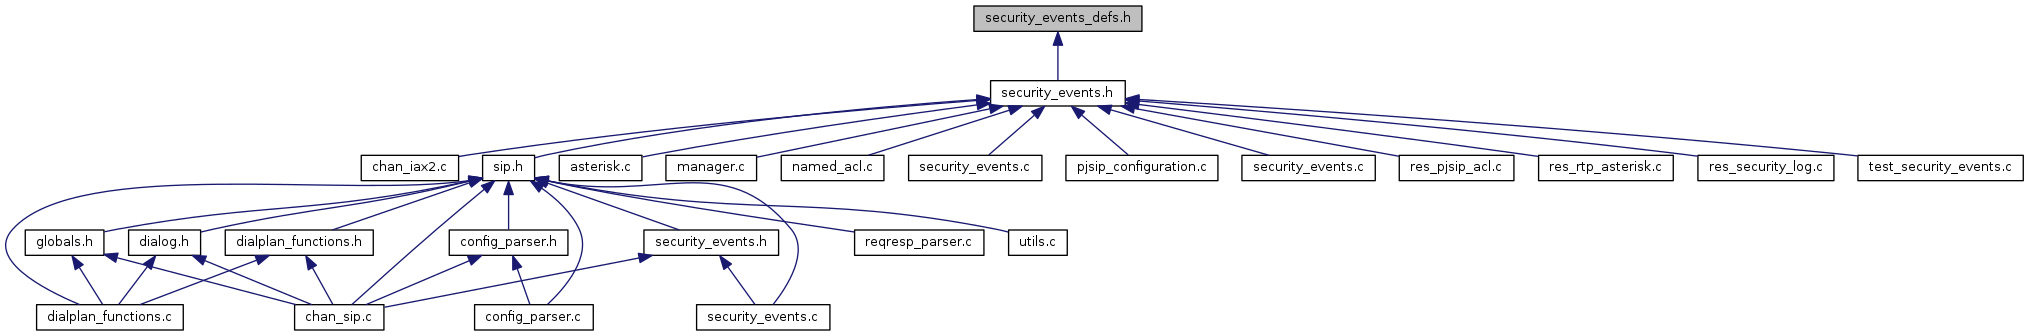 security_events_defs.h
security_events.h
chan_iax2.c
sip.h
asterisk.c
manager.c
named_acl.c
security_events.c
pjsip_configuration.c
security_events.c
res_pjsip_acl.c
res_rtp_asterisk.c
res_security_log.c
test_security_events.c
globals.h
dialog.h
dialplan_functions.h
config_parser.h
security_events.h
reqresp_parser.c
utils.c
dialplan_functions.c
chan_sip.c
config_parser.c
security_events.c